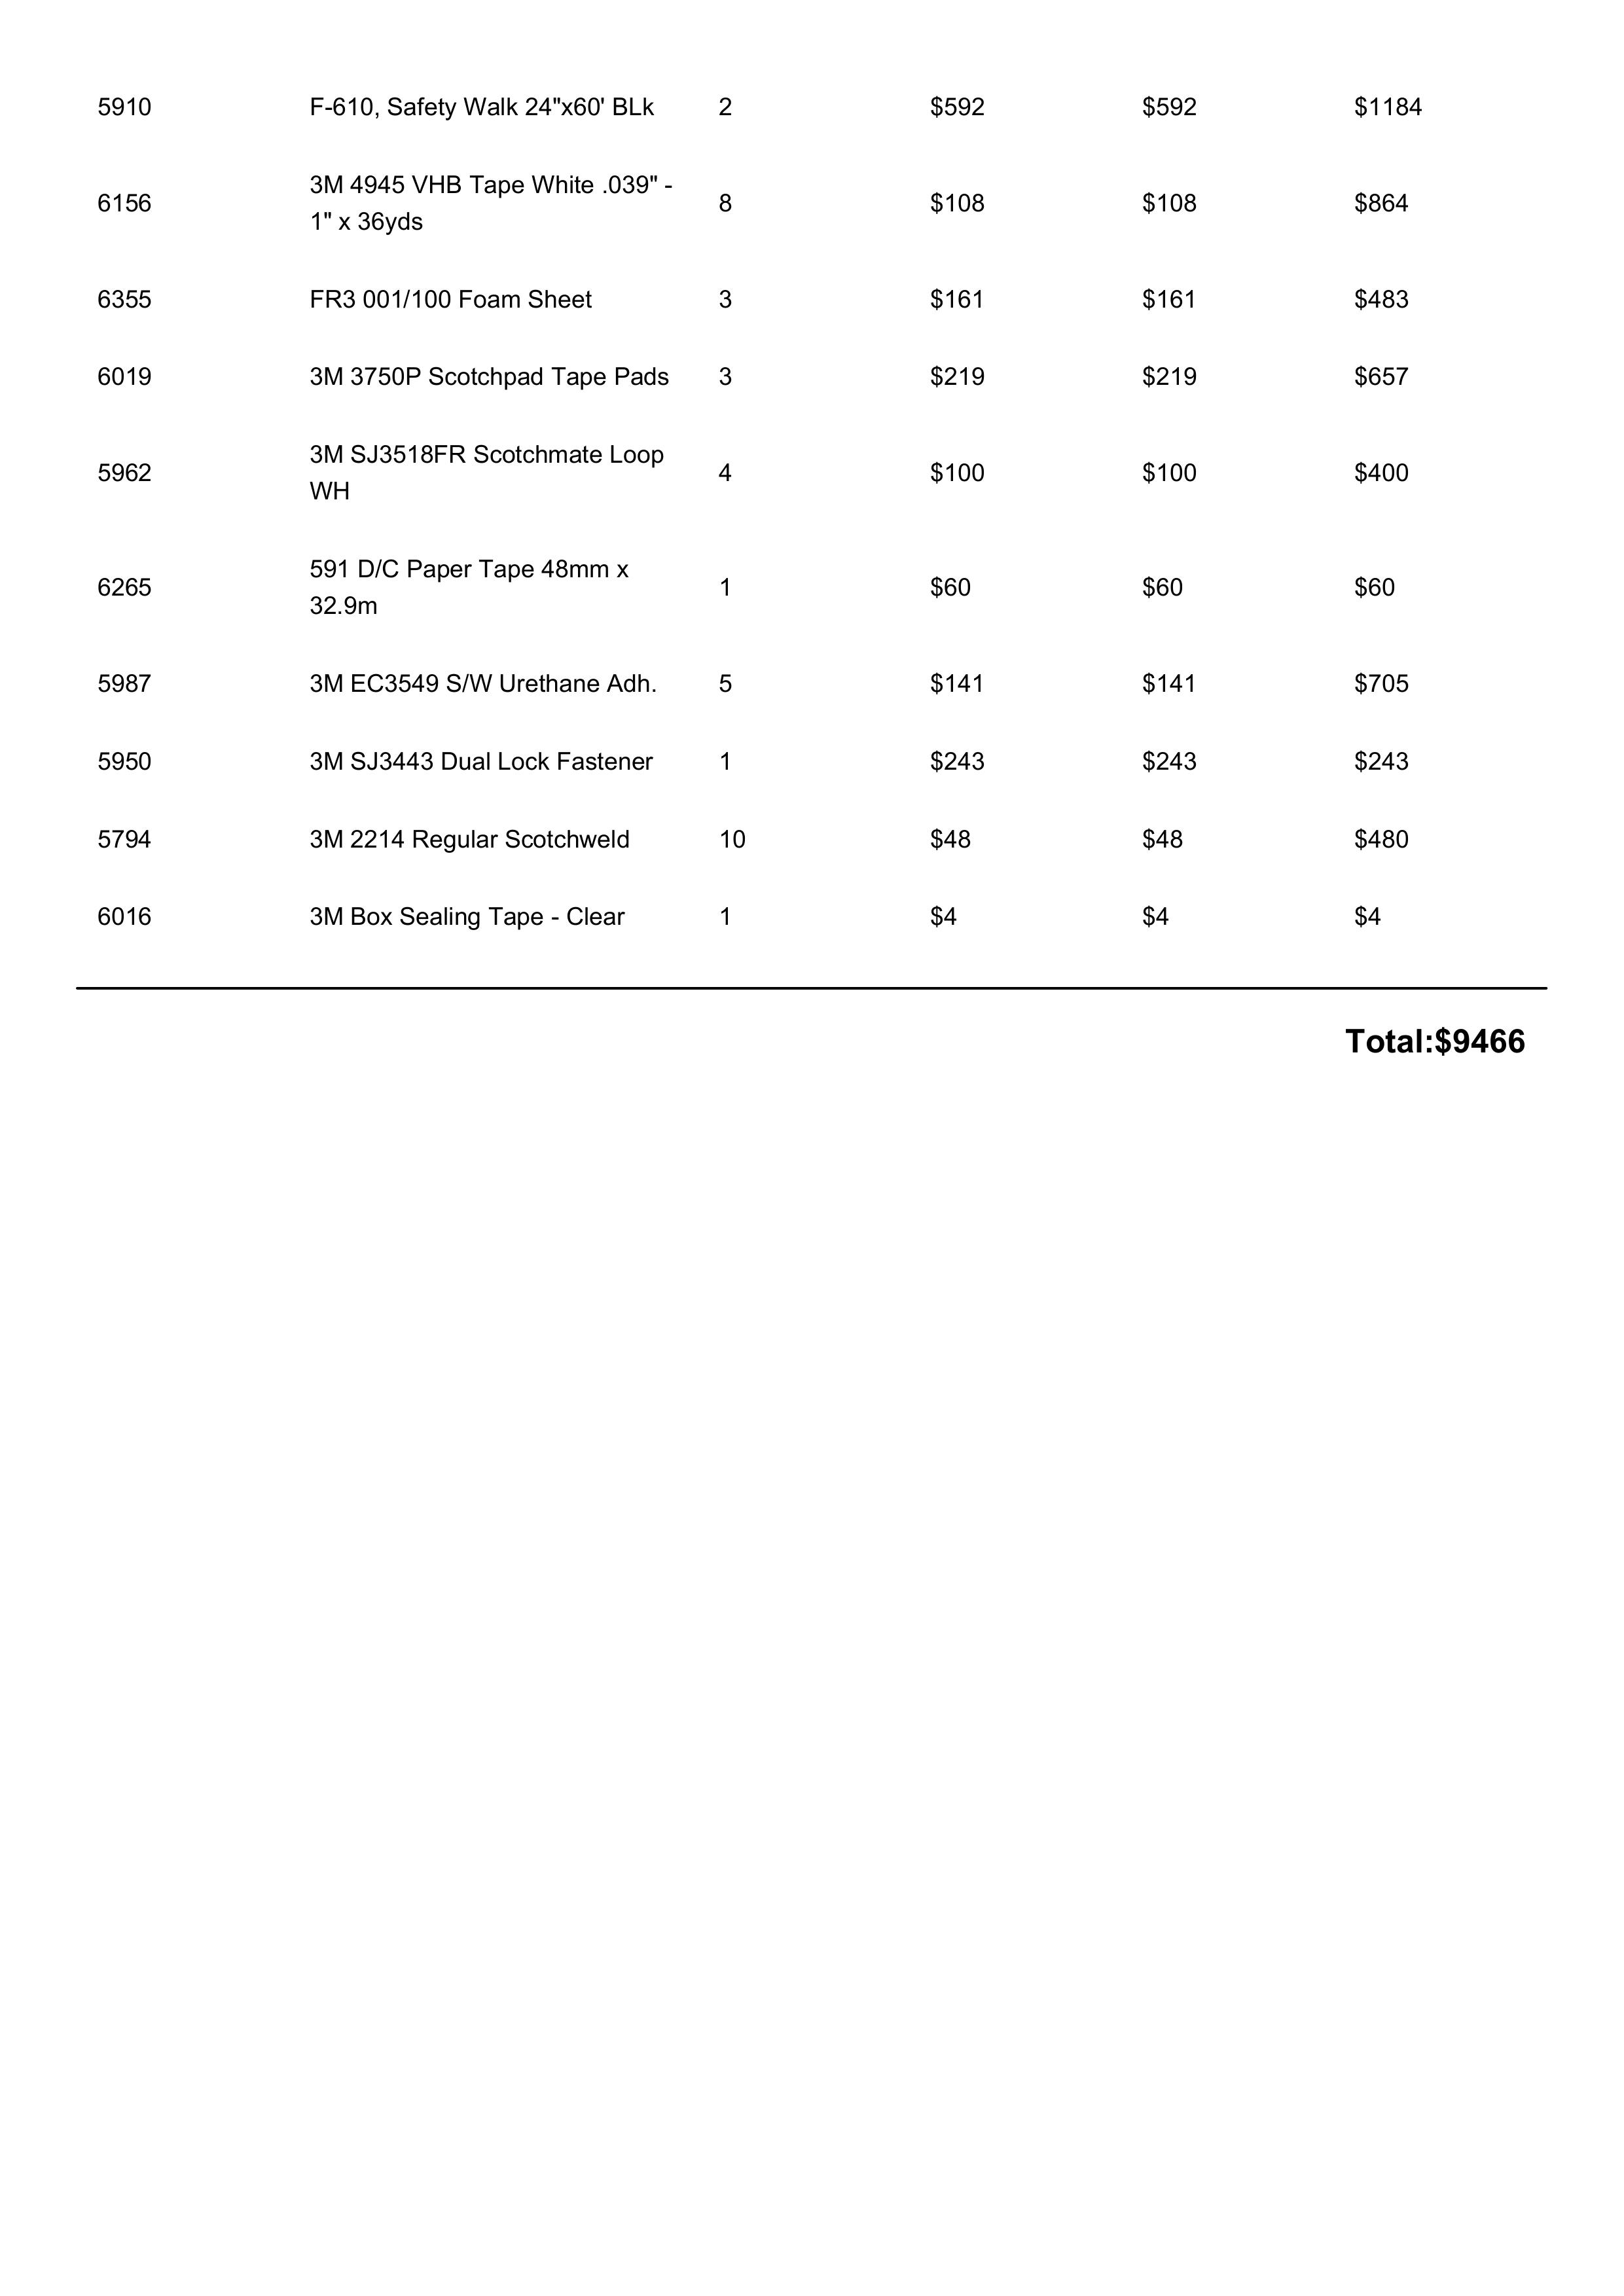 5910 F-610, Safety Walk 24"x60' BLk 2 $592 $592 $1184
3M 4945 VHB Tape White .039" -
6156 8 $108 $108 $864
1" x 36yds
6355 FR3 001/100 Foam Sheet 3 $161 $161 $483
6019 3M 3750P Scotchpad Tape Pads 3 $219 $219 $657
3M SJ3518FR Scotchmate Loop
5962 4 $100 $100 $400
WH
591 D/C Paper Tape 48mm x
6265 1 $60 $60 $60
32.9m
5987 3M EC3549 S/W Urethane Adh. 5 $141 $141 $705
5950 3M SJ3443 Dual Lock Fastener 1 $243 $243 $243
5794 3M 2214 Regular Scotchweld 10 $48 $48 $480
6016 3M Box Sealing Tape - Clear 1 $4 $4 $4
Total:$9466